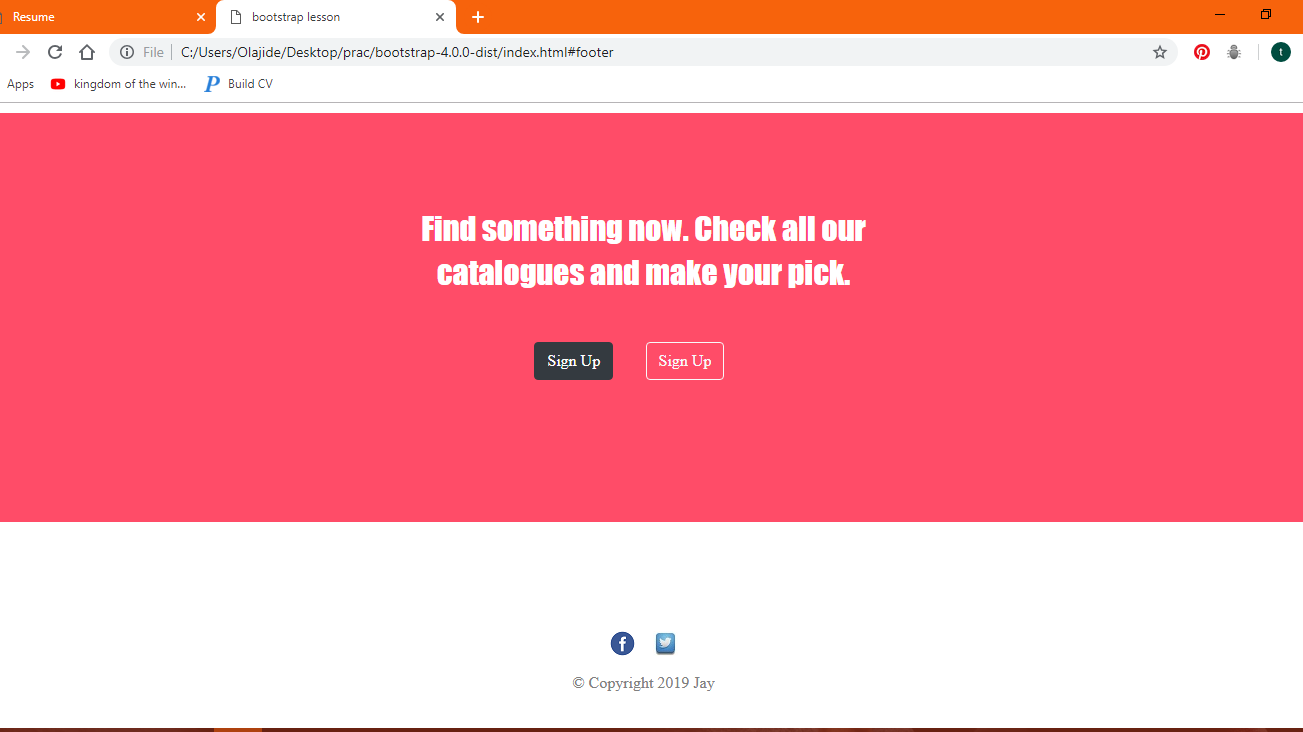 Resume
bootstrap lesson
File
C:/Users/Olajide/Desktop/prac/bootstrap-4.0.0-dist/index.html#footer
t
Apps
kingdom of the win...
P Build CV
Find something now. Check all our
catalogues and make your pick.
Sign Up
Sign Up
f
© Copyright 2019 Jay